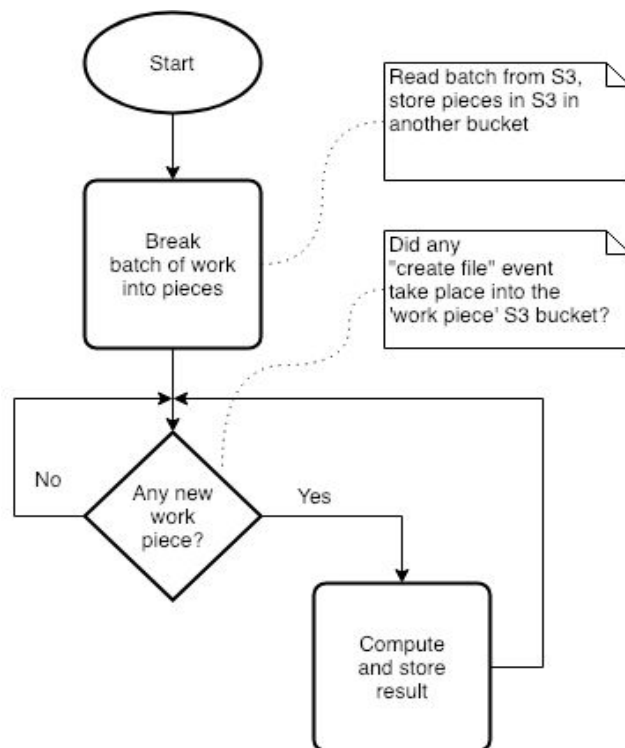 Start
Read batch from S3,
store pieces in S3 in
another bucket
Break
batch of work
into pieces
Did any
"create file" event
take place into the
'work piece' S3 bucket?
No
Any new
work
piece?
Yes
Compute
and store
result